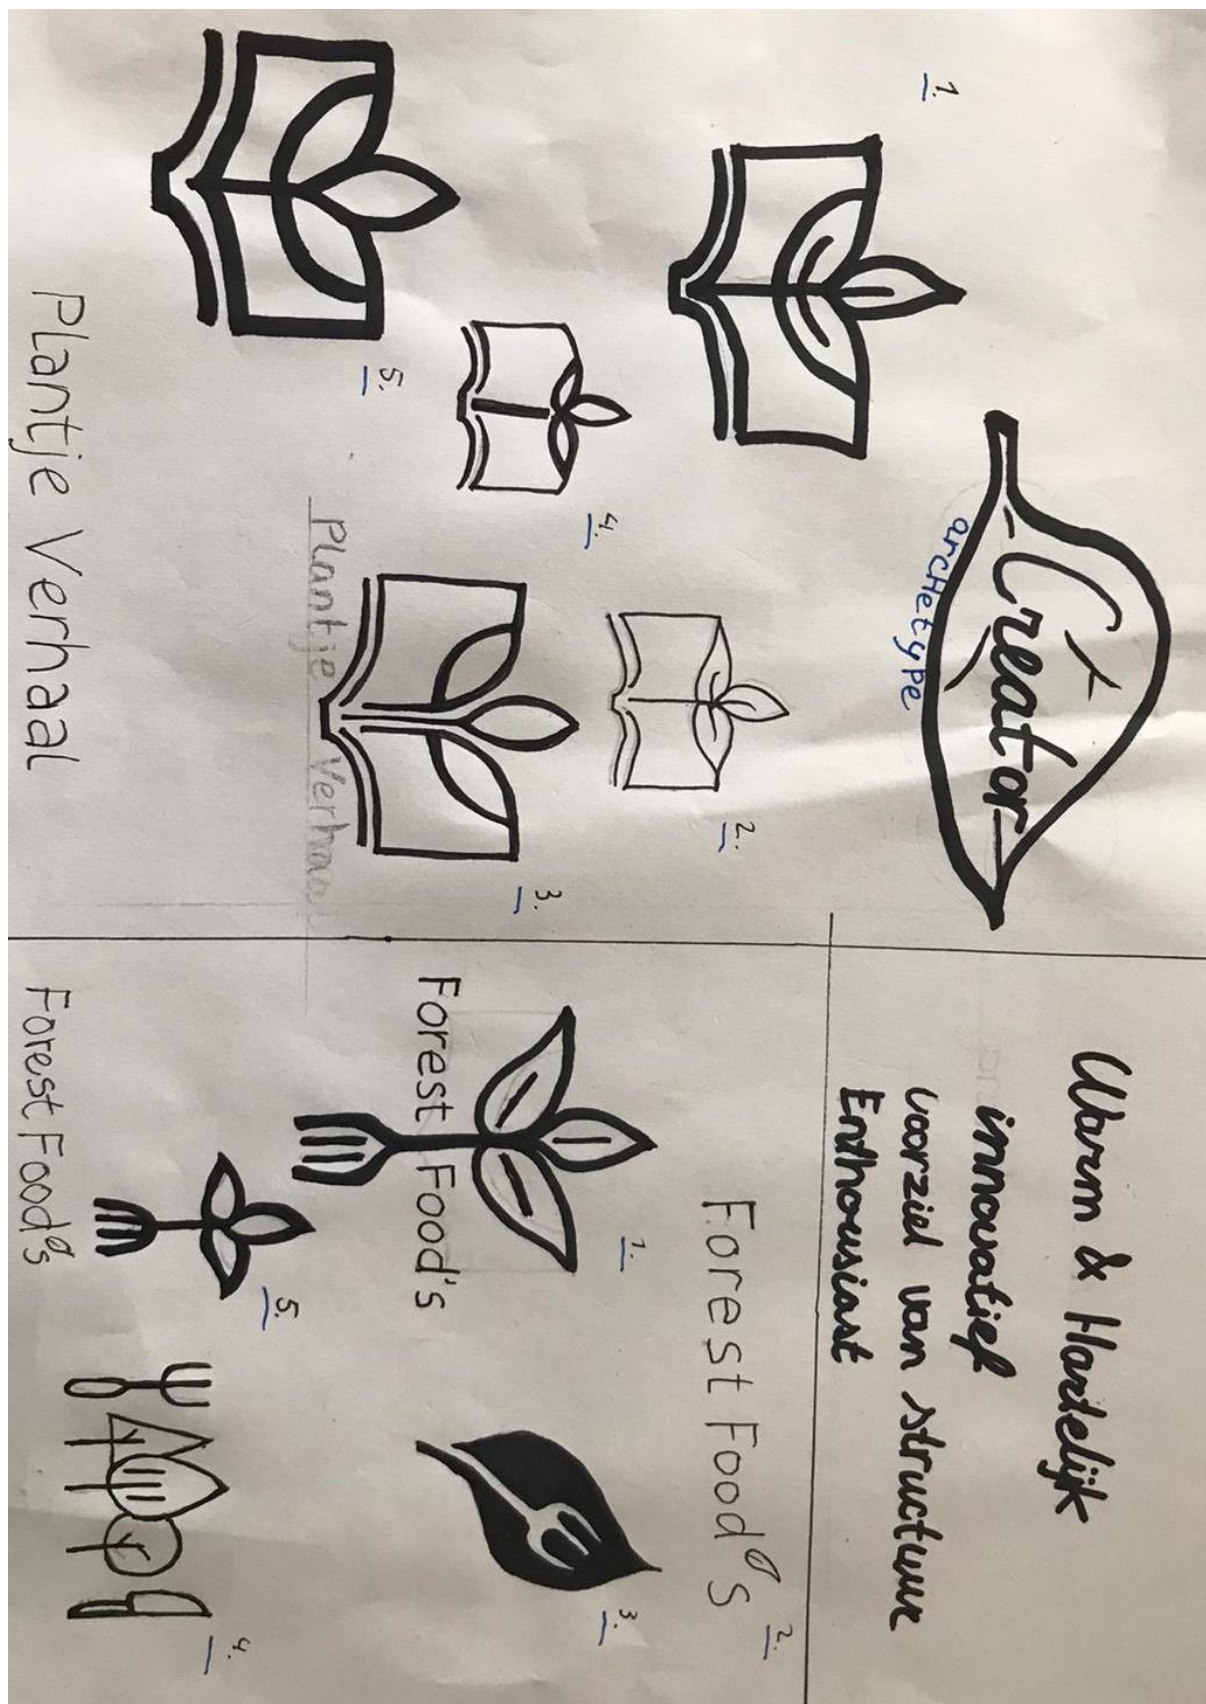 Creator
archetype
1.
2.
3.
4.
5.
Plantje Verhaal
Plantje Verhaal
Warm & Hartelijk
innovatief
voorziet van structuur
Enthousiast
Forest Food's
2.
1.
3.
Forest Food's
5.
4.
Forest Food's